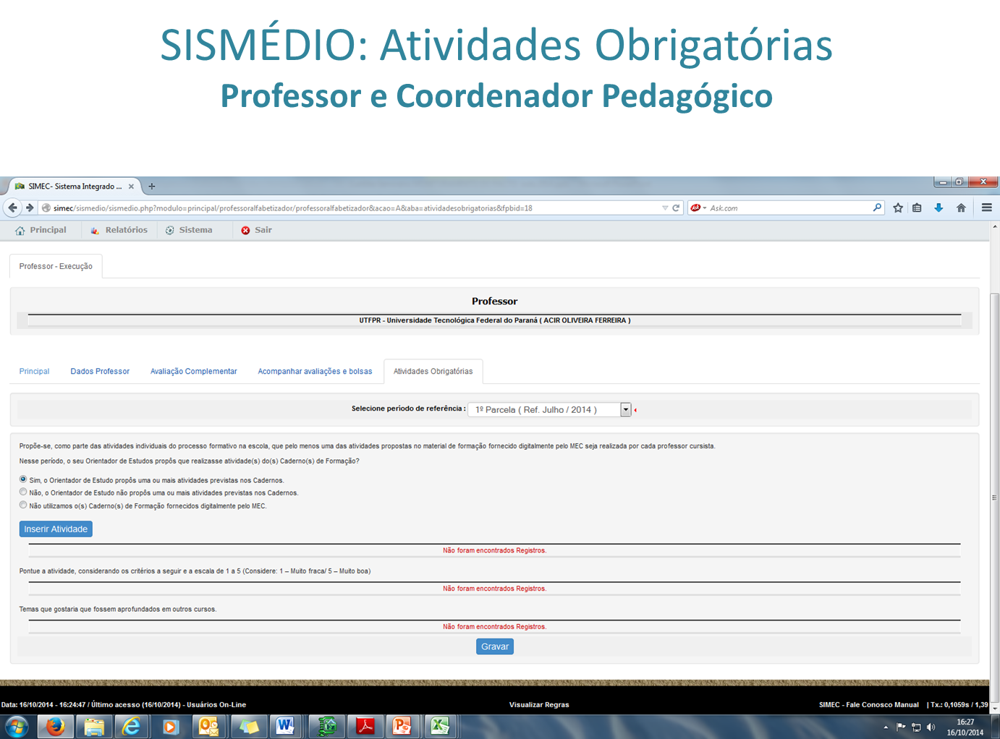 SISMÉDIO: Atividades Obrigatórias
Professor e Coordenador Pedagógico
SIMEC- Sistema Integrado ...
simec/sismedio/sismedio.php?modulo=principal/professoralfabetizador/professoralfabetizador&acao=A&aba=atividadesobrigatorias&fpbid=18
Ask Ask.com
Principal Relatórios Sistema Sair
Professor - Execução
Professor
UTFPR - Universidade Tecnológica Federal do Paraná ( ACIR OLIVEIRA FERREIRA )
Principal Dados Professor Avaliação Complementar Acompanhar avaliações e bolsas Atividades Obrigatórias
Selecione período de referência : 1º Parcela ( Ref. Julho / 2014 )
Propõe-se, como parte das atividades individuais do processo formativo na escola, que pelo menos uma das atividades propostas no material de formação fornecido digitalmente pelo MEC seja realizada por cada professor cursista.
Nesse período, o seu Orientador de Estudos propôs que realizasse atividade(s) do(s) Caderno(s) de Formação?
Sim, o Orientador de Estudo propôs uma ou mais atividades previstas nos Cadernos.
Não, o Orientador de Estudo não propôs uma ou mais atividades previstas nos Cadernos.
Não utilizamos o(s) Caderno(s) de Formação fornecidos digitalmente pelo MEC.
Inserir Atividade
Não foram encontrados Registros.
Pontue a atividade, considerando os critérios a seguir e a escala de 1 a 5 (Considere: 1 – Muito fraca/ 5 – Muito boa)
Não foram encontrados Registros.
Temas que gostaria que fossem aprofundados em outros cursos.
Não foram encontrados Registros.
Gravar
Data: 16/10/2014 - 16:24:47 / Último acesso (16/10/2014) - Usuários On-Line Visualizar Regras SIMEC - Fale Conosco Manual | Tx.: 0,1059s / 1,39
16:27
16/10/2014